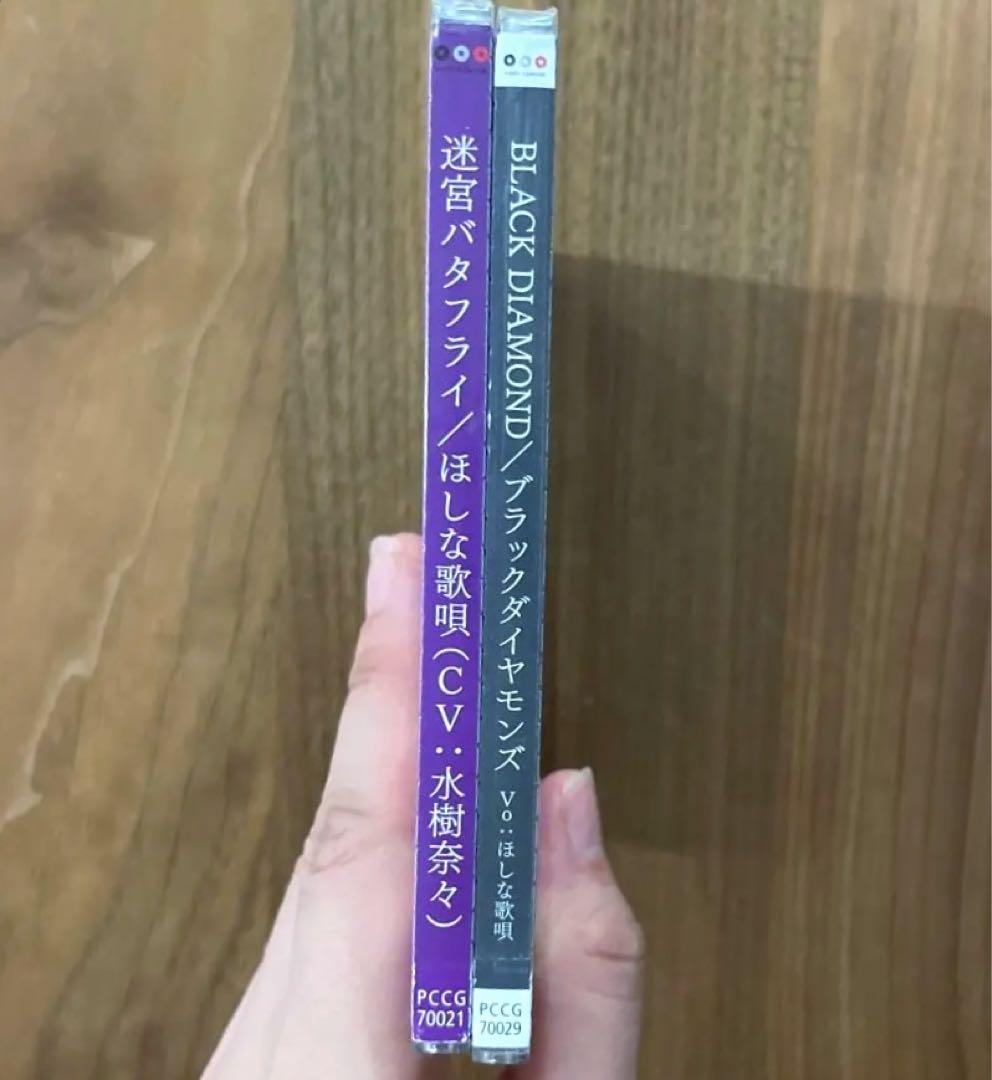 迷宮バタフライ／ほしな歌唄(CV:水樹奈々)
PCCG
70021
BLACK DIAMOND／ブラックダイヤモンズ Vo:ほしな歌唄
PCCG
70029